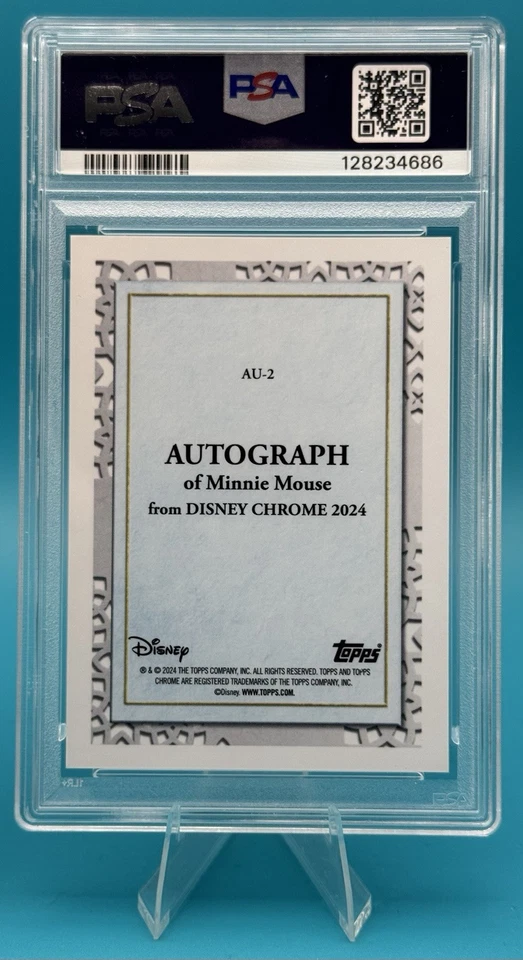 PSA
PSA
128234686
AU-2
AUTOGRAPH
of Minnie Mouse
from DISNEY CHROME 2024
Disney
Topps®
® & © 2024 THE TOPPS COMPANY, INC. ALL RIGHTS RESERVED. TOPPS AND TOPPS
CHROME ARE REGISTERED TRADEMARKS OF THE TOPPS COMPANY, INC.
©Disney. WWW.TOPPS.COM.